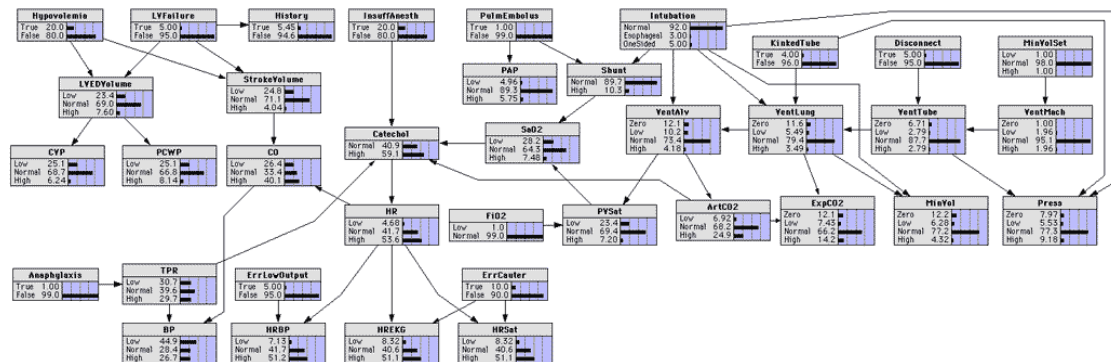 Hypovolemia
True 20.0
False 80.0
LVFailure
True 5.00
False 95.0
History
True 5.45
False 94.6
InsuffAnesth
True 20.0
False 80.0
PulmEmbolus
True 1.00
False 99.0
Intubation
Normal 92.0
Esophageal 3.00
OneSided 5.00
KinkedTube
True 4.00
False 96.0
Disconnect
True 5.00
False 95.0
MinVolSet
Low 1.00
Normal 98.0
High 1.00
LVEDVolume
Low 23.4
Normal 69.0
High 7.60
StrokeVolume
Low 24.8
Normal 71.1
High 4.04
PAP
Low 4.96
Normal 89.3
High 5.75
Shunt
Normal 89.7
High 10.3
VentAlv
Zero 12.1
Low 10.2
Normal 73.4
High 4.18
VentLung
Zero 11.6
Low 5.49
Normal 79.4
High 3.49
VentTube
Zero 6.71
Low 2.79
Normal 87.7
High 2.79
VentMach
Zero 1.00
Low 1.96
Normal 95.1
High 1.96
CVP
Low 25.1
Normal 68.7
High 6.24
PCWP
Low 25.1
Normal 66.8
High 8.14
CO
Low 26.4
Normal 33.4
High 40.1
Catechol
Normal 40.9
High 59.1
SaO2
Low 28.2
Normal 64.3
High 7.48
HR
Low 4.68
Normal 41.7
High 53.6
FiO2
Low 1.0
Normal 99.0
PVSat
Low 23.4
Normal 69.4
High 7.20
ArtCO2
Low 6.92
Normal 68.2
High 24.9
ExpCO2
Zero 12.1
Low 7.43
Normal 66.2
High 14.2
MinVol
Zero 12.2
Low 6.28
Normal 77.2
High 4.32
Press
Zero 7.97
Low 5.53
Normal 77.3
High 9.18
Anaphylaxis
True 1.00
False 99.0
TPR
Low 30.7
Normal 39.6
High 29.7
ErrLowOutput
True 5.00
False 95.0
ErrCauter
True 10.0
False 90.0
BP
Low 44.9
Normal 28.4
High 26.7
HRBP
Low 7.13
Normal 41.7
High 51.2
HREKG
Low 8.32
Normal 40.6
High 51.1
HRSat
Low 8.32
Normal 40.6
High 51.1